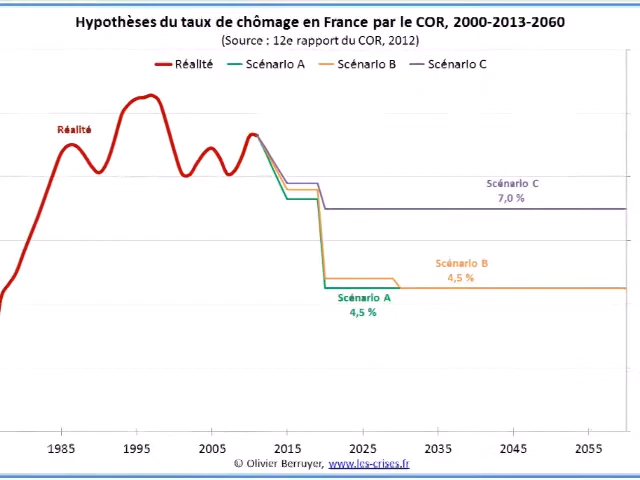 Hypothèses du taux de chômage en France par le COR, 2000-2013-2060
(Source : 12e rapport du COR, 2012)
Réalité Scénario A Scénario B Scénario C
Réalité
Scénario C
7,0 %
Scénario B
4,5 %
Scénario A
4,5 %
1985 1995 2005 2015 2025 2035 2045 2055
© Olivier Berruyer, www.les-crises.fr